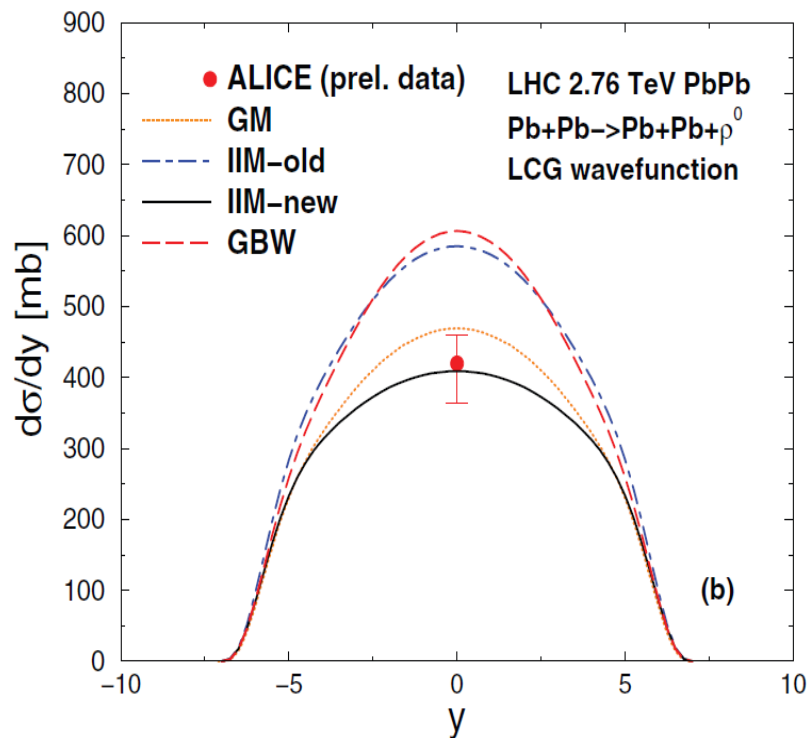 900
800
700
600
500
400
300
200
100
0
dσ/dy [mb]
ALICE (prel. data)
GM
IIM-old
IIM-new
GBW
LHC 2.76 TeV PbPb
Pb+Pb->Pb+Pb+ρ⁰
LCG wavefunction
(b)
−10
−5
0
5
10
y